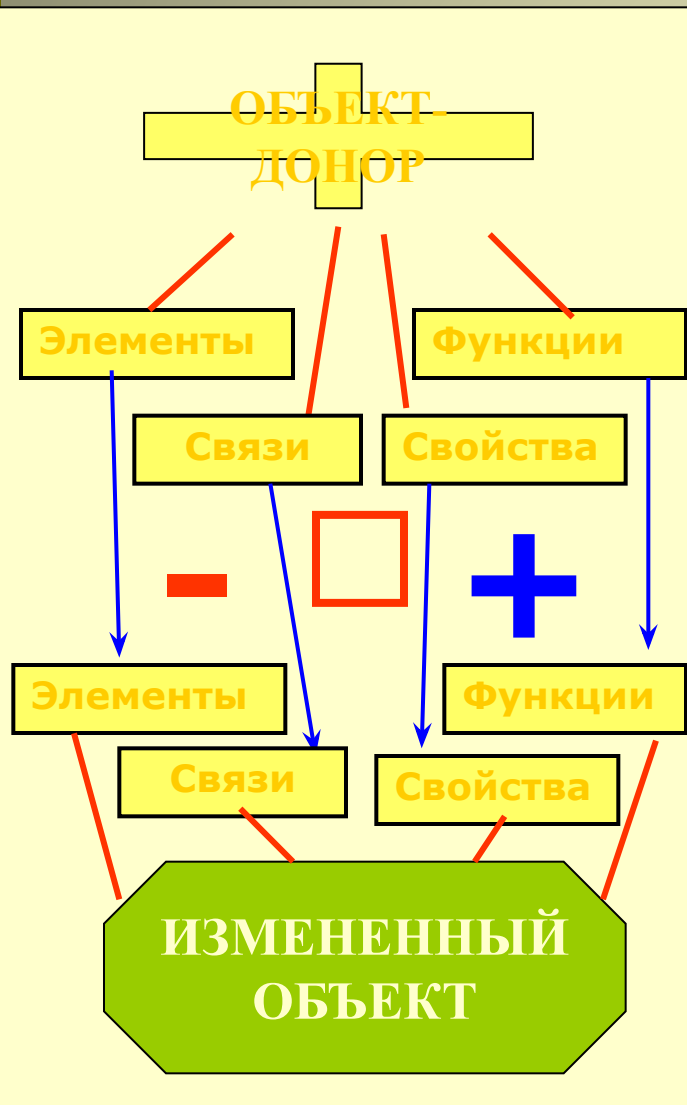 ОБЪЕКТ-
ДОНОР
Элементы
Функции
Связи
Свойства
Элементы
Функции
Связи
Свойства
ИЗМЕНЕННЫЙ
ОБЪЕКТ